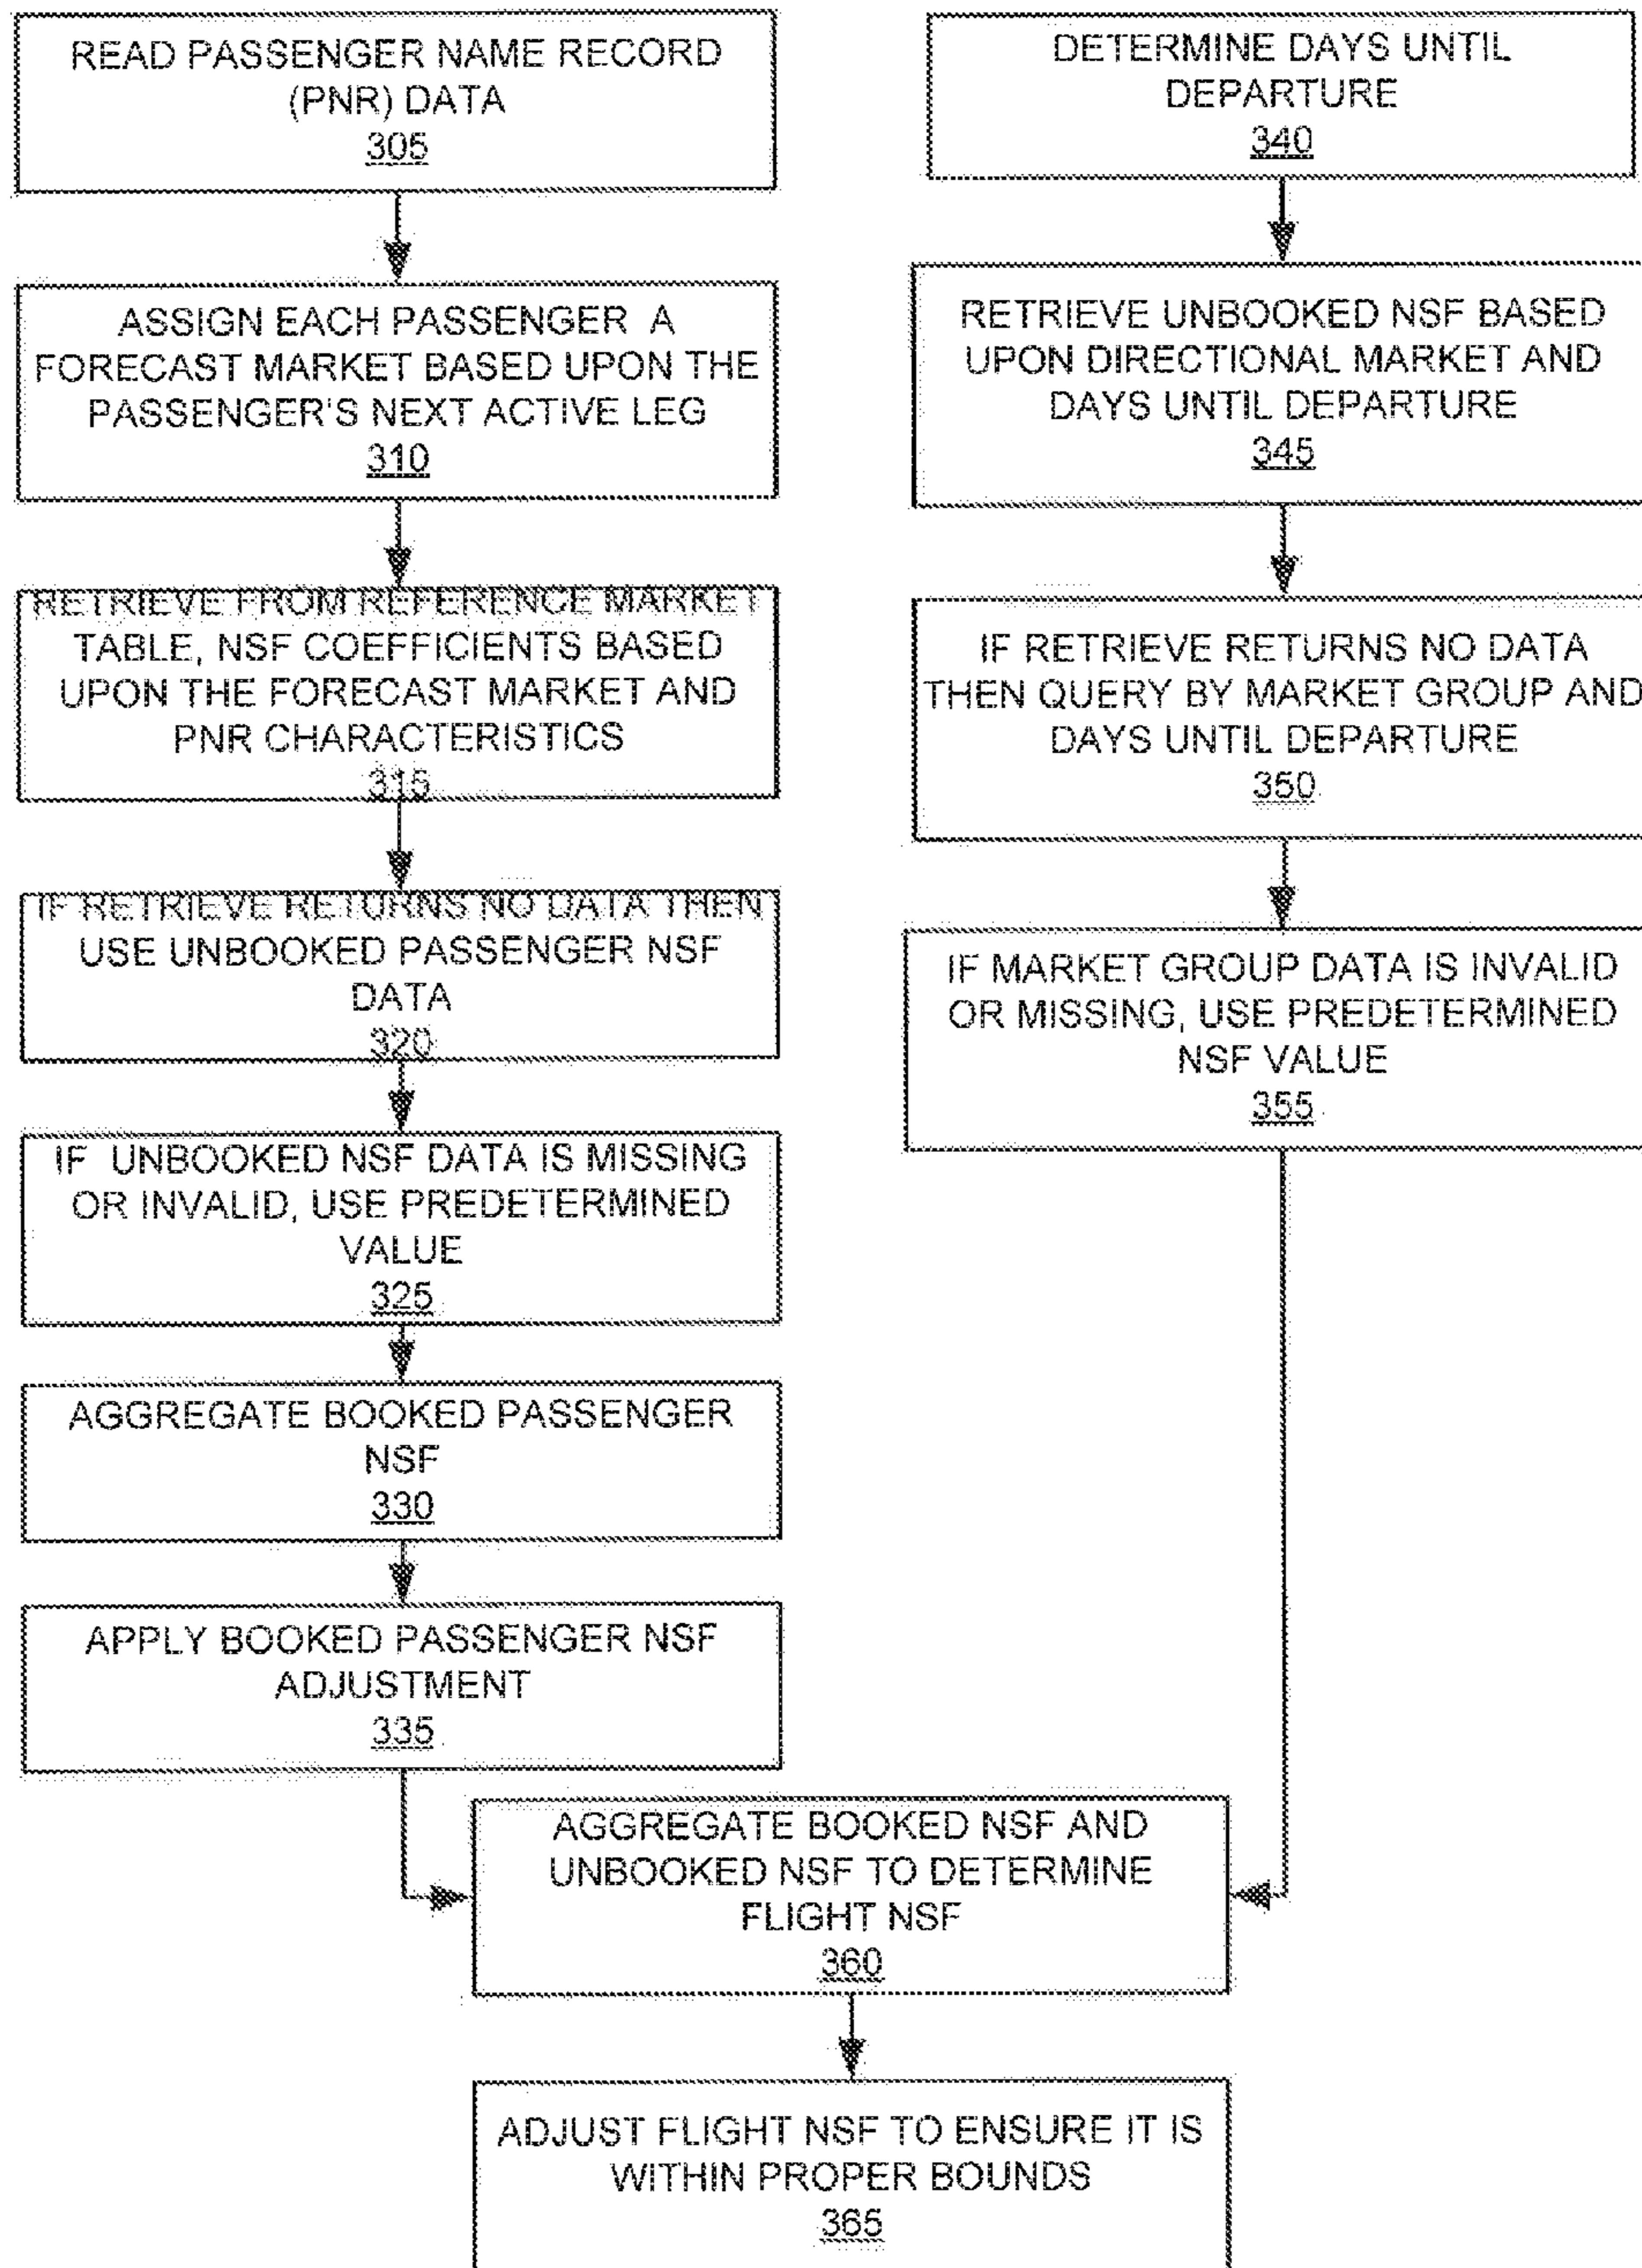 READ PASSENGER NAME RECORD
(PNR) DATA
305
ASSIGN EACH PASSENGER A
FORECAST MARKET BASED UPON THE
PASSENGER'S NEXT ACTIVE LEG
310
RETRIEVE FROM REFERENCE MARKET
TABLE, NSF COEFFICIENTS BASED
UPON THE FORECAST MARKET AND
PNR CHARACTERISTICS
315
IF RETRIEVE RETURNS NO DATA THEN
USE UNBOOKED PASSENGER NSF
DATA
320
IF UNBOOKED NSF DATA IS MISSING
OR INVALID, USE PREDETERMINED
VALUE
325
AGGREGATE BOOKED PASSENGER
NSF
330
APPLY BOOKED PASSENGER NSF
ADJUSTMENT
335
DETERMINE DAYS UNTIL
DEPARTURE
340
RETRIEVE UNBOOKED NSF BASED
UPON DIRECTIONAL MARKET AND
DAYS UNTIL DEPARTURE
345
IF RETRIEVE RETURNS NO DATA
THEN QUERY BY MARKET GROUP AND
DAYS UNTIL DEPARTURE
350
IF MARKET GROUP DATA IS INVALID
OR MISSING, USE PREDETERMINED
NSF VALUE
355
AGGREGATE BOOKED NSF AND
UNBOOKED NSF TO DETERMINE
FLIGHT NSF
360
ADJUST FLIGHT NSF TO ENSURE IT IS
WITHIN PROPER BOUNDS
365